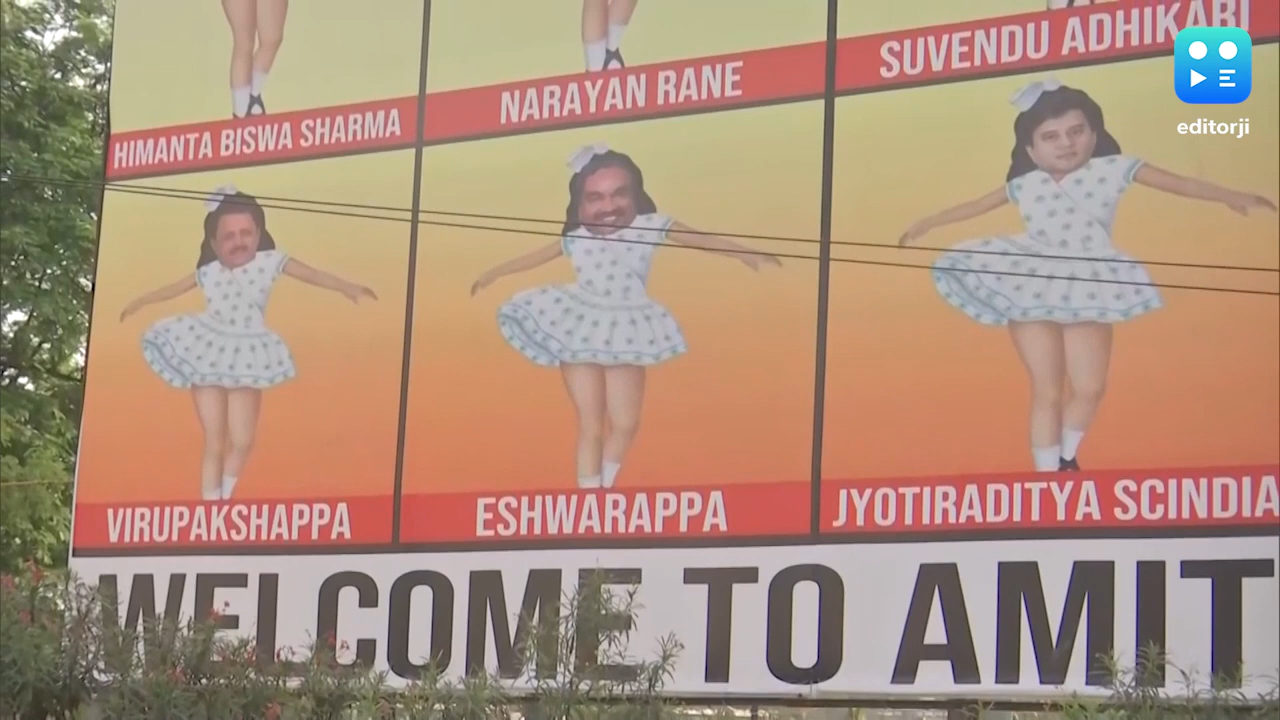 SUVENDU ADHIKARI
NARAYAN RANE
HIMANTA BISWA SHARMA
editorji
JYOTIRADITYA SCINDIA
ESHWARAPPA
VIRUPAKSHAPPA
WELCOME TO AMIT